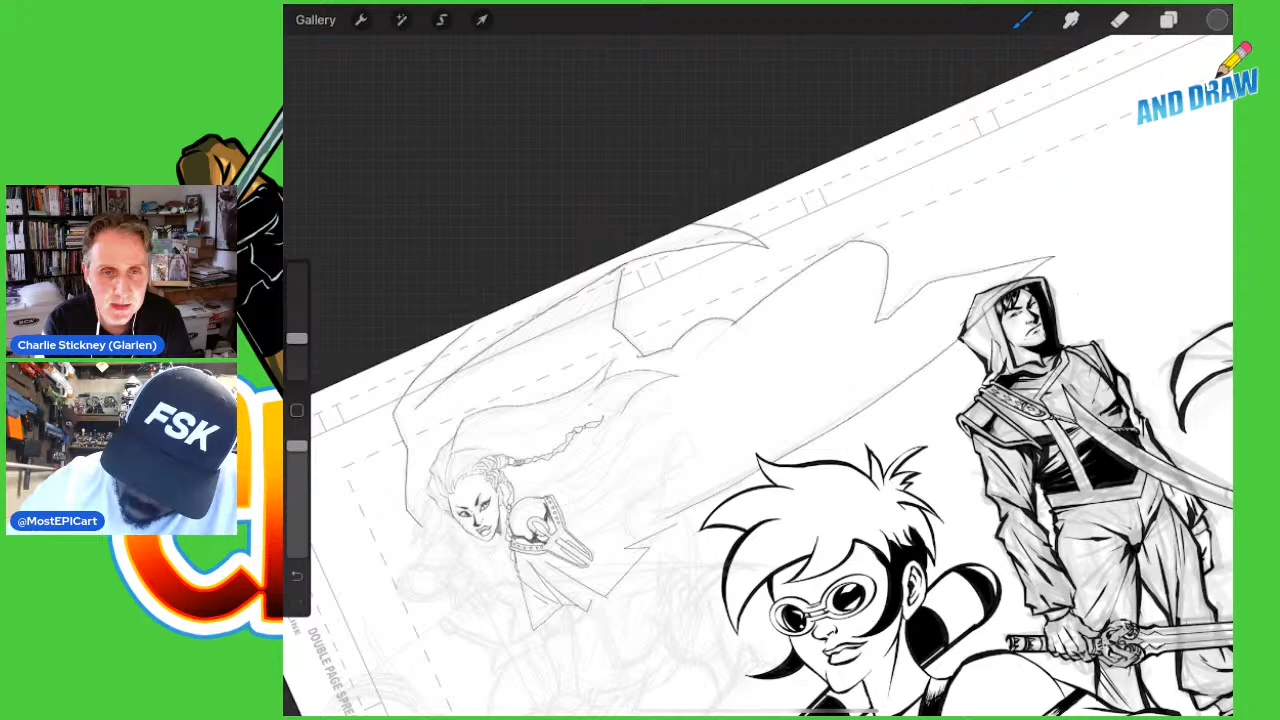 Gallery
AND DRAW
Charlie Stickney (Glarien)
FSK
@MostEPICart
DOUBLE PAGE SPRE